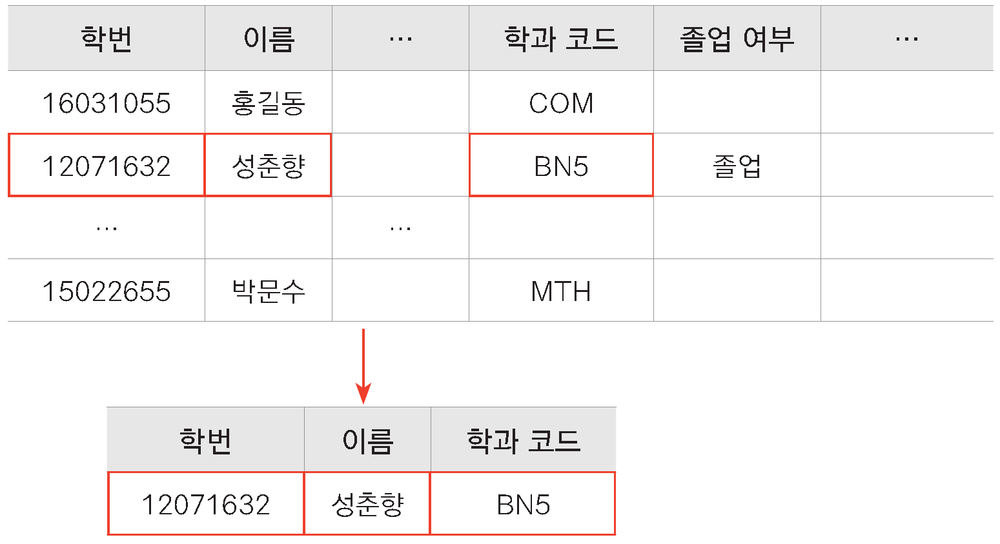 학번 이름 … 학과 코드 졸업 여부 …
16031055 홍길동 COM
12071632 성춘향 BN5 졸업
… …
15022655 박문수 MTH
학번 이름 학과 코드
12071632 성춘향 BN5